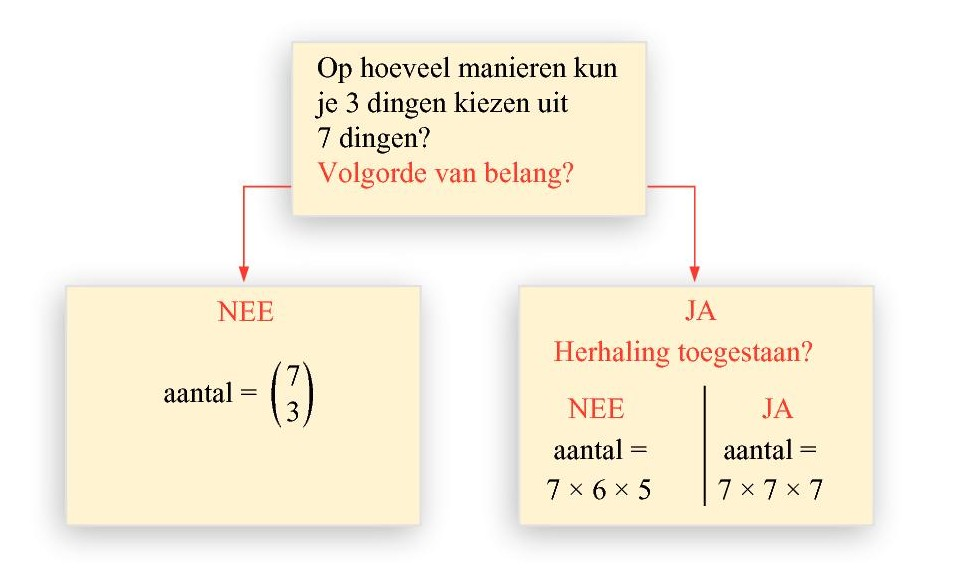 Op hoeveel manieren kun
je 3 dingen kiezen uit
7 dingen?
Volgorde van belang?
NEE
aantal = (7
3)
JA
Herhaling toegestaan?
NEE
aantal =
7 × 6 × 5
JA
aantal =
7 × 7 × 7